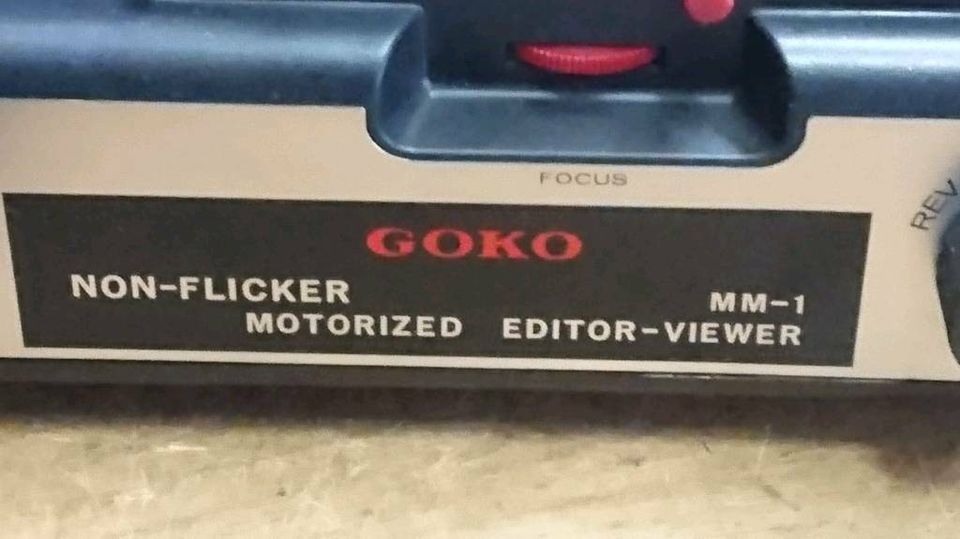 FOCUS
REV
GOKO
NON-FLICKER MM-1
MOTORIZED EDITOR-VIEWER